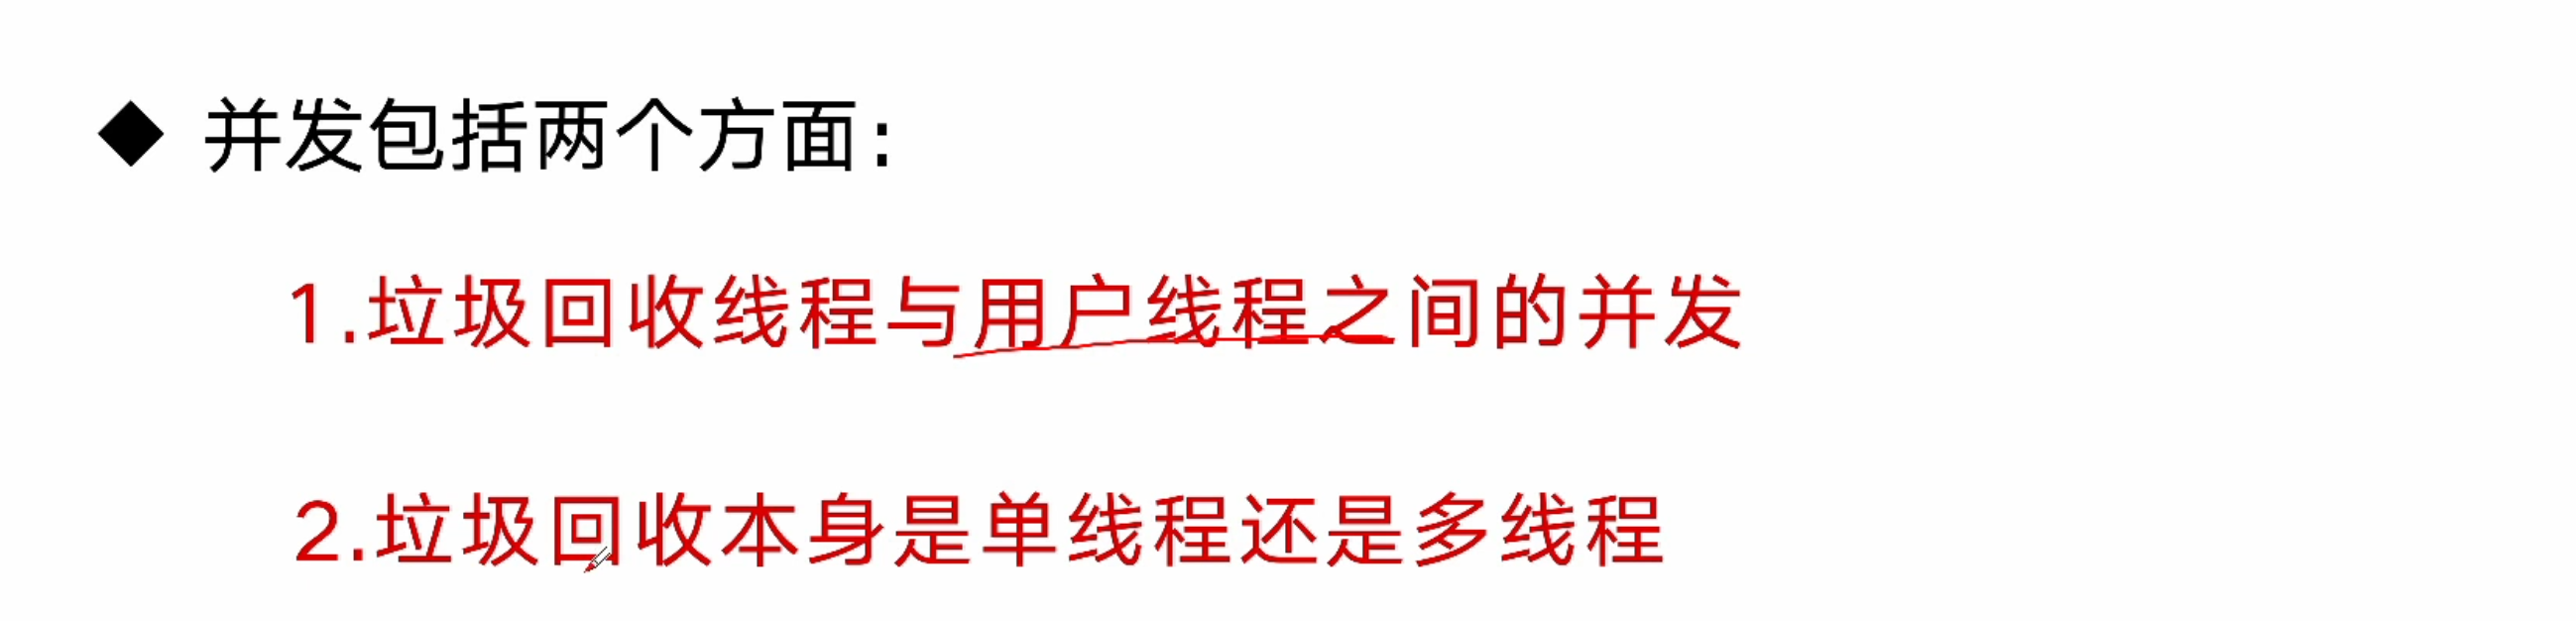 ◆ 并发包括两个方面：
1.垃圾回收线程与用户线程之间的并发
2.垃圾回收本身是单线程还是多线程